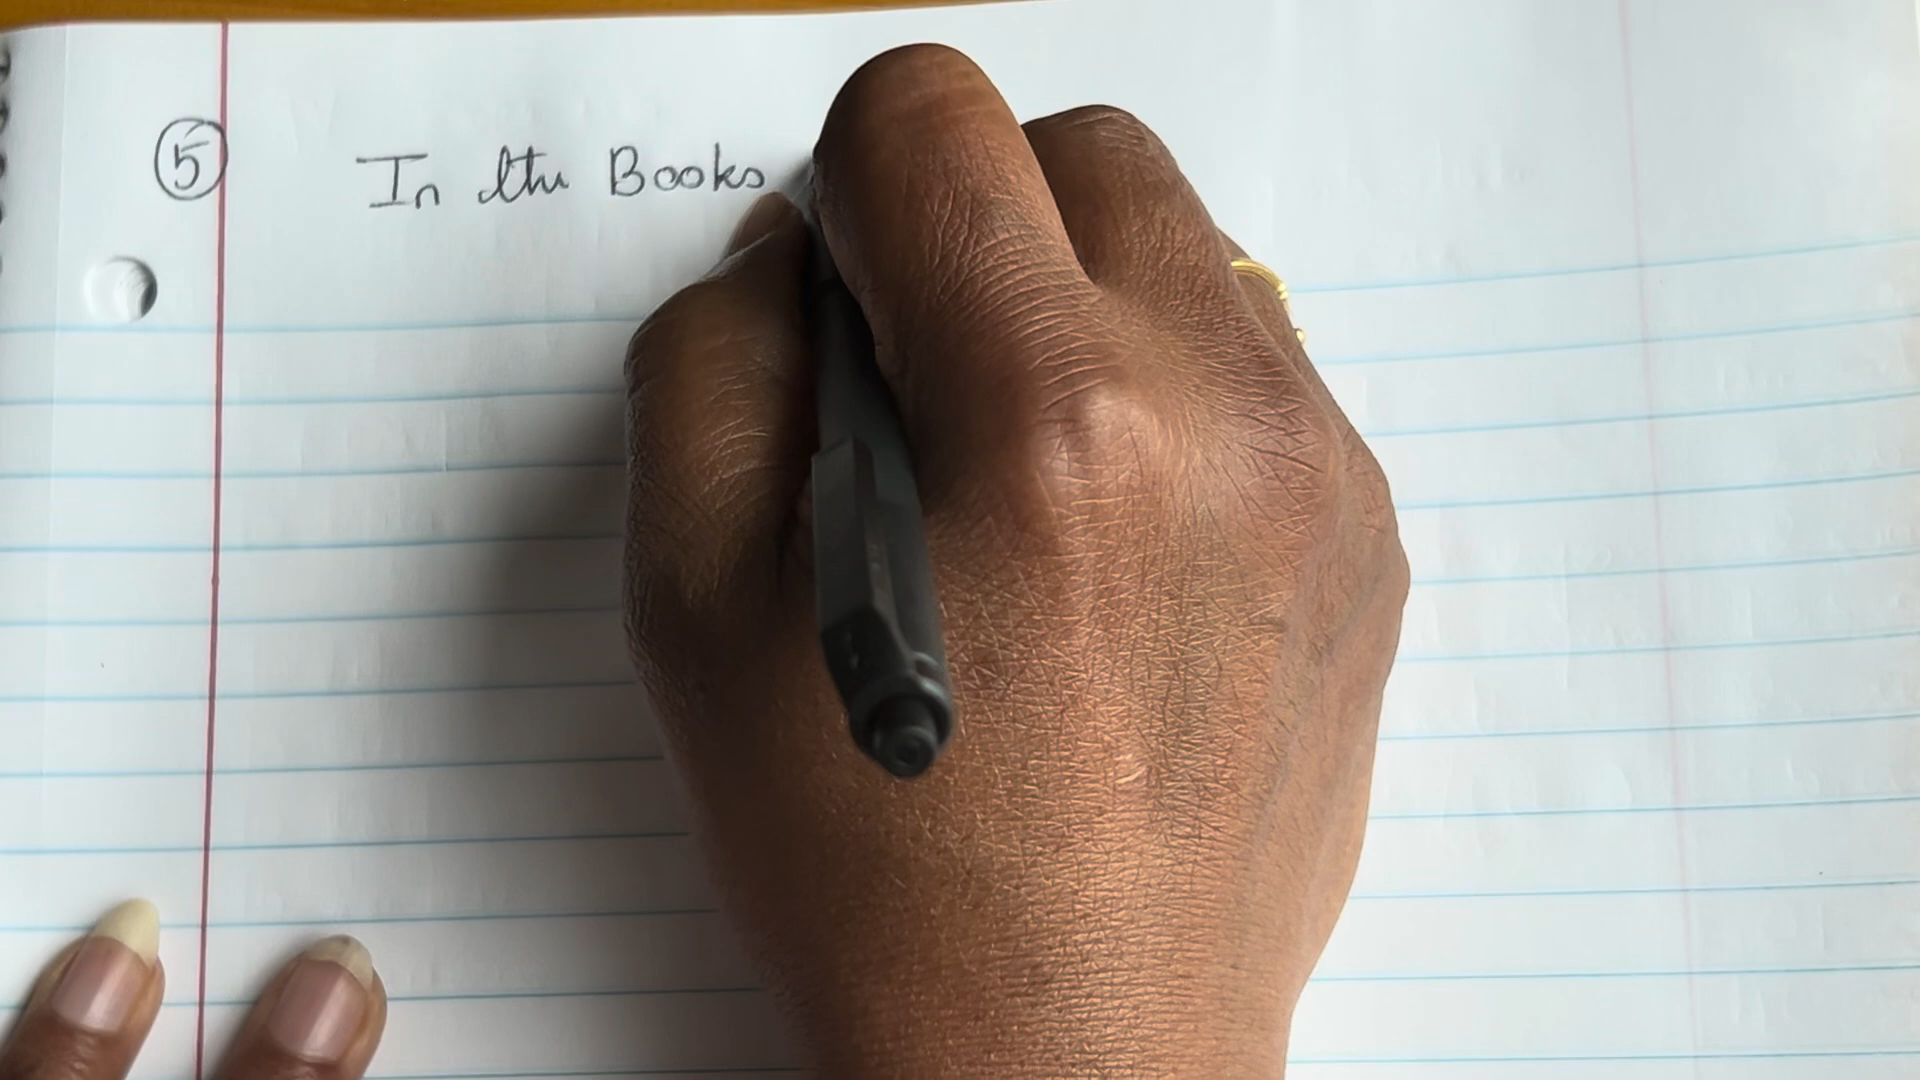 ⑤ In the Books